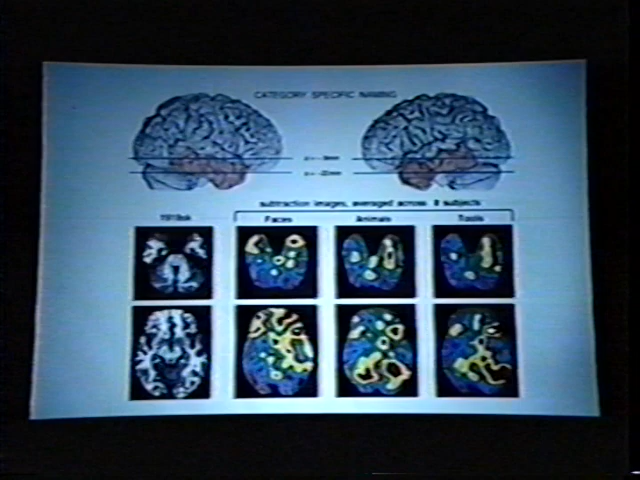 CATEGORY SPECIFIC NAMING
subtraction images, averaged across 8 subjects
Faces Animals Tools